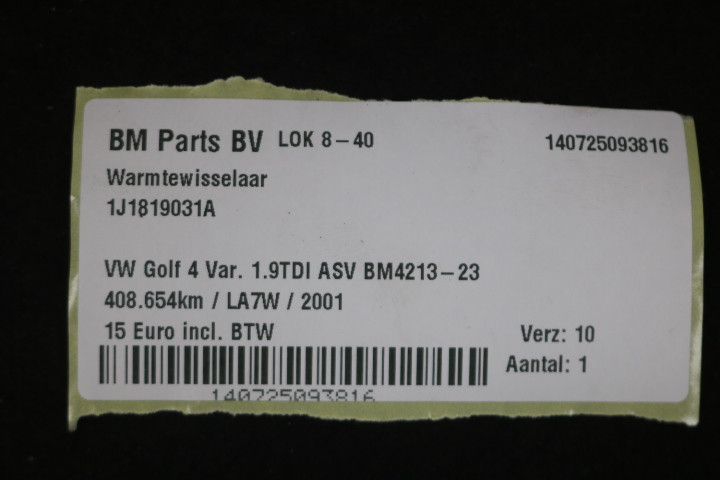 BM Parts BV LOK 8-40 140725093816
Warmtewisselaar
1J1819031A
VW Golf 4 Var. 1.9TDI ASV BM4213-23
408.654km / LA7W / 2001
15 Euro incl. BTW Verz: 10
Aantal: 1
140725093816